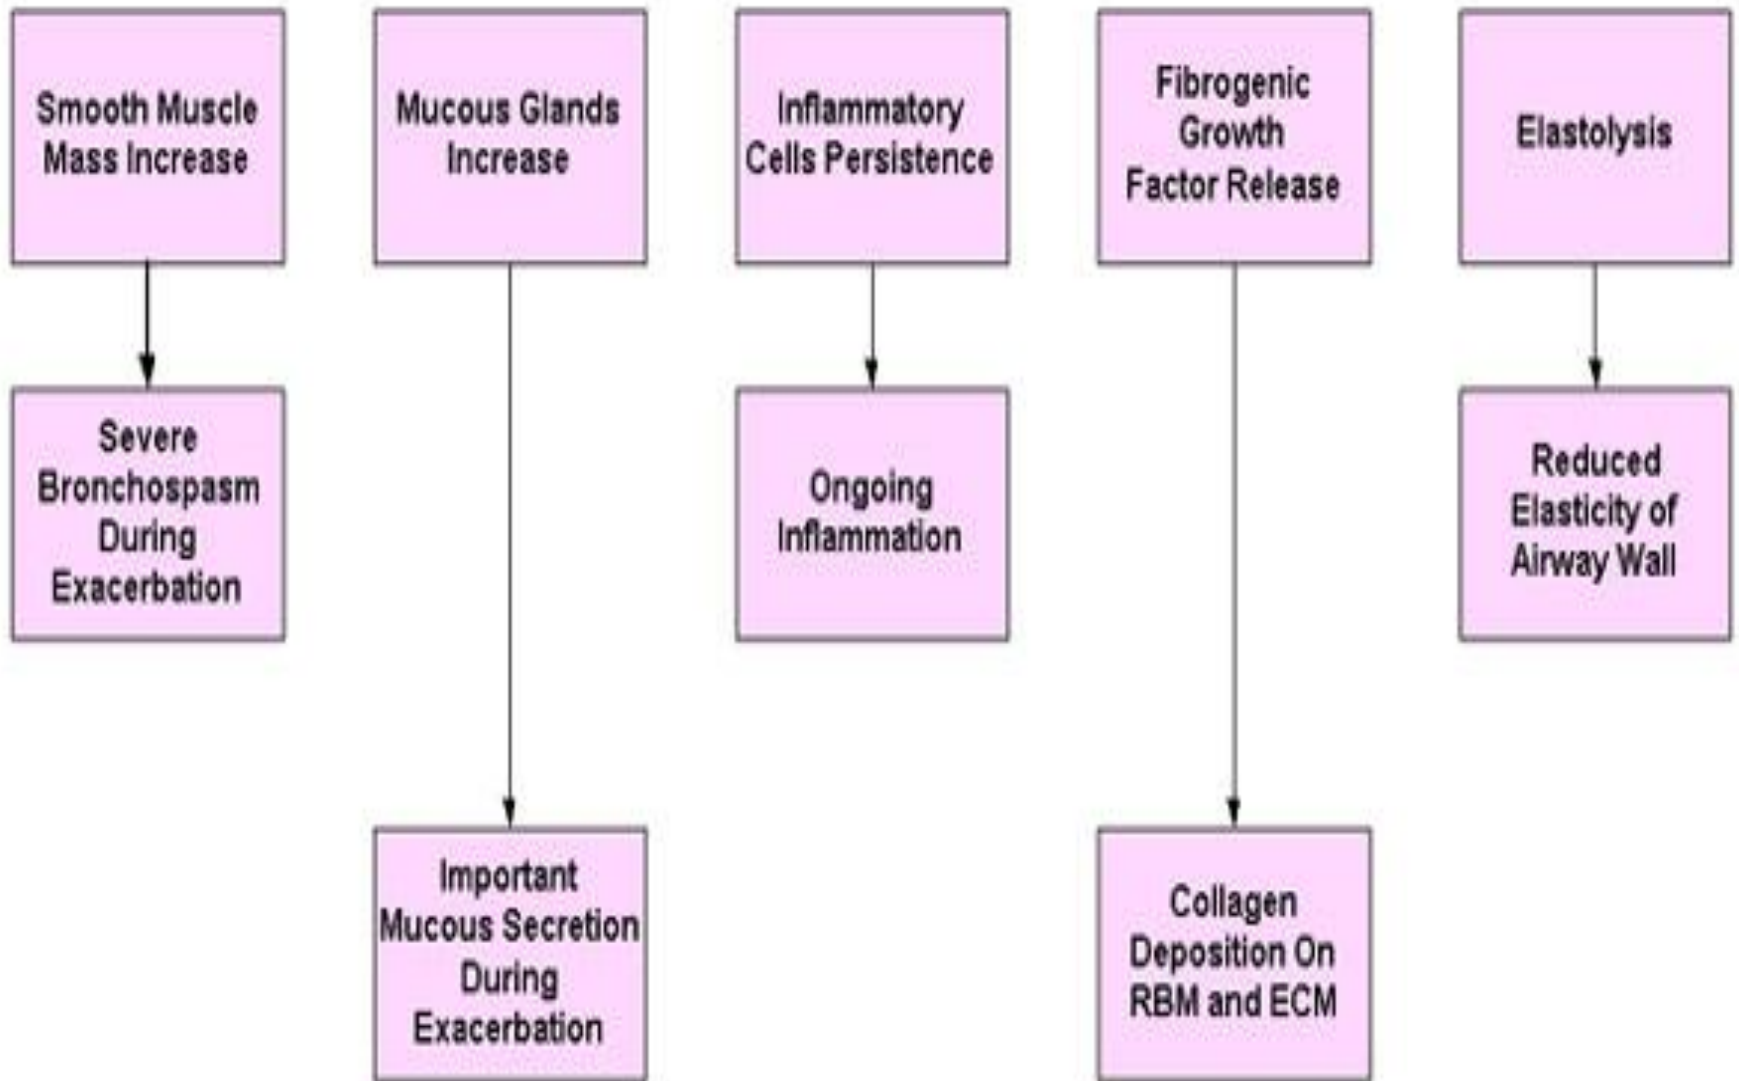 Smooth Muscle
Mass Increase
Mucous Glands
Increase
Inflammatory
Cells Persistence
Fibrogenic
Growth
Factor Release
Elastolysis
Severe
Bronchospasm
During
Exacerbation
Ongoing
Inflammation
Reduced
Elasticity of
Airway Wall
Important
Mucous Secretion
During
Exacerbation
Collagen
Deposition On
RBM and ECM